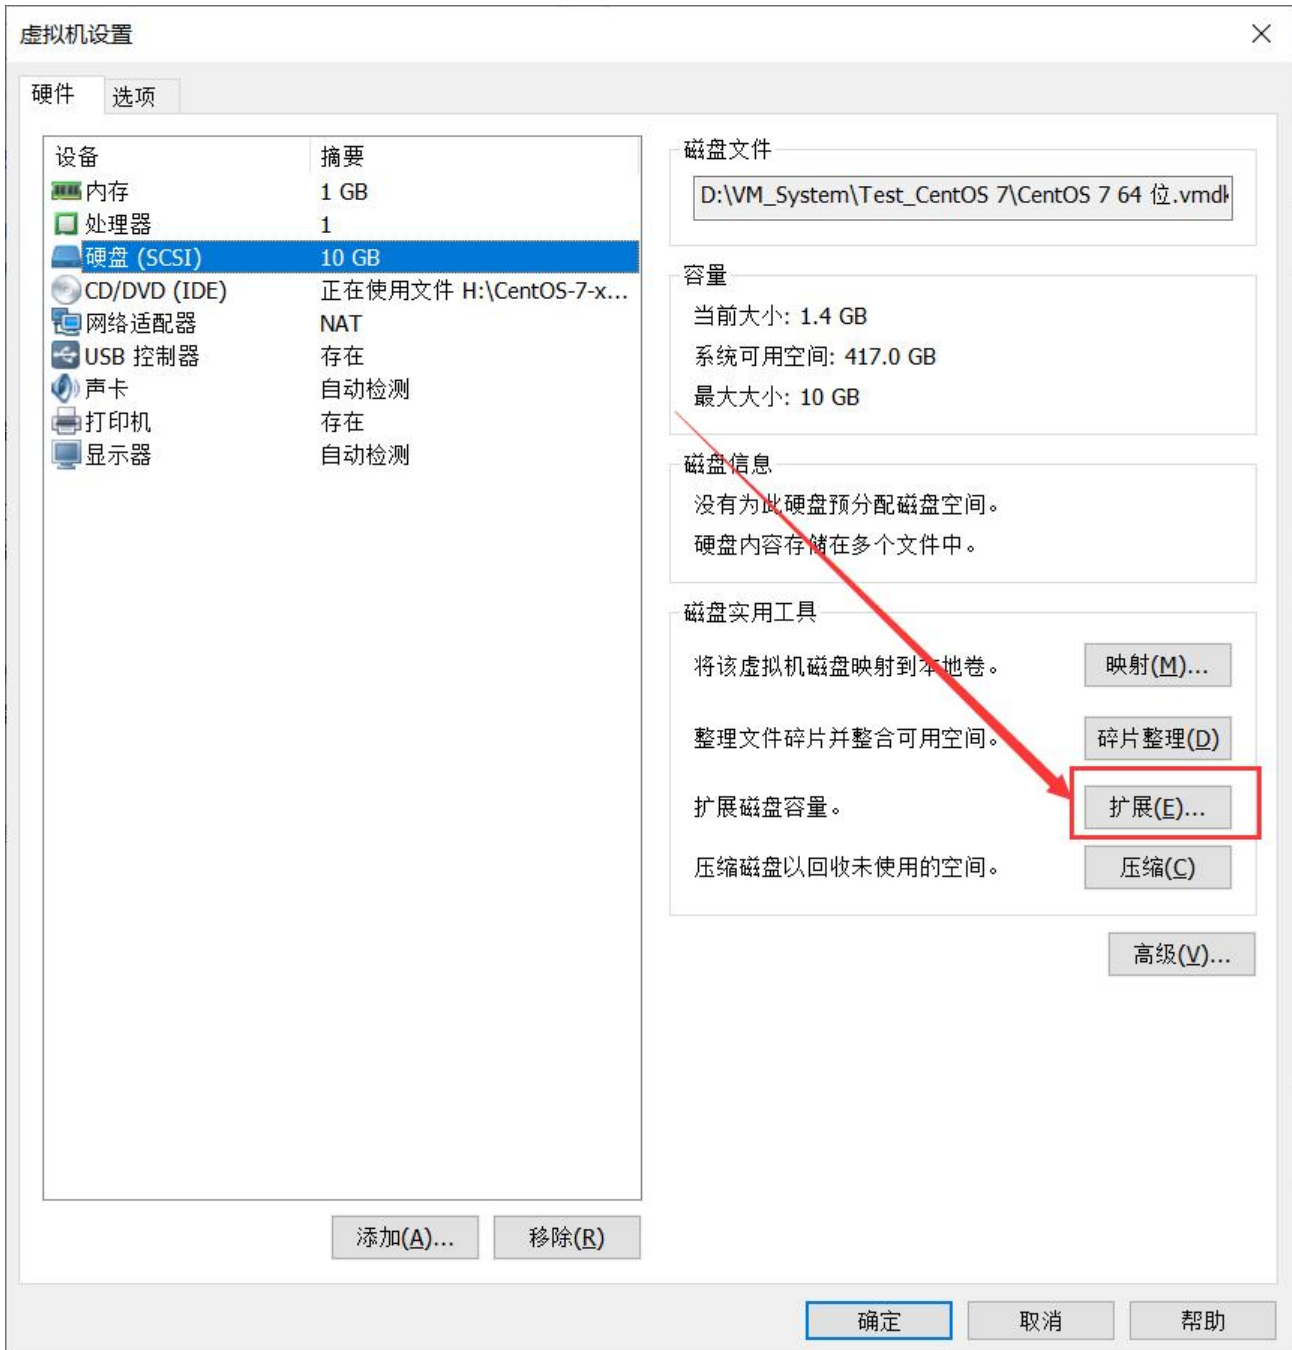 虚拟机设置
硬件 选项
设备 摘要
内存 1 GB
处理器 1
硬盘 (SCSI) 10 GB
CD/DVD (IDE) 正在使用文件 H:\CentOS-7-x...
网络适配器 NAT
USB 控制器 存在
声卡 自动检测
打印机 存在
显示器 自动检测
添加(A)... 移除(R)
磁盘文件
D:\VM_System\Test_CentOS 7\CentOS 7 64 位.vmdk
容量
当前大小: 1.4 GB
系统可用空间: 417.0 GB
最大大小: 10 GB
磁盘信息
没有为此硬盘预分配磁盘空间。
硬盘内容存储在多个文件中。
磁盘实用工具
将该虚拟机磁盘映射到本地卷。 映射(M)...
整理文件碎片并整合可用空间。 碎片整理(D)
扩展磁盘容量。 扩展(E)...
压缩磁盘以回收未使用的空间。 压缩(C)
高级(V)...
确定 取消 帮助